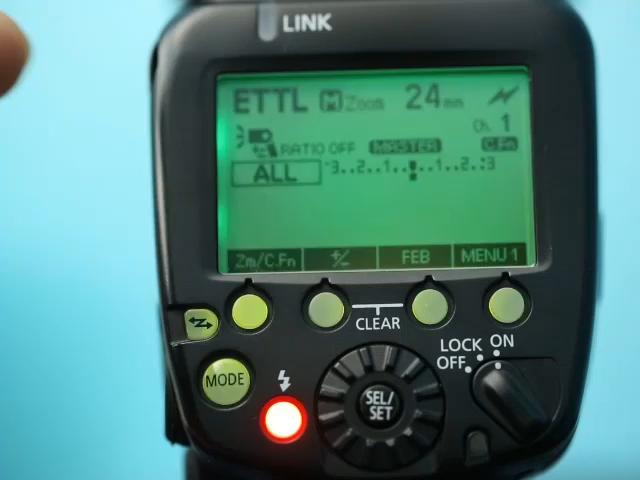 LINK
ETTL M Zoom 24mm
Ch. 1
RATIO OFF MASTER C.Fn
ALL -3..2..1..▮..1..2..:3
Zm/C.Fn +/- FEB MENU 1
CLEAR
LOCK ON
OFF
MODE
SEL/
SET